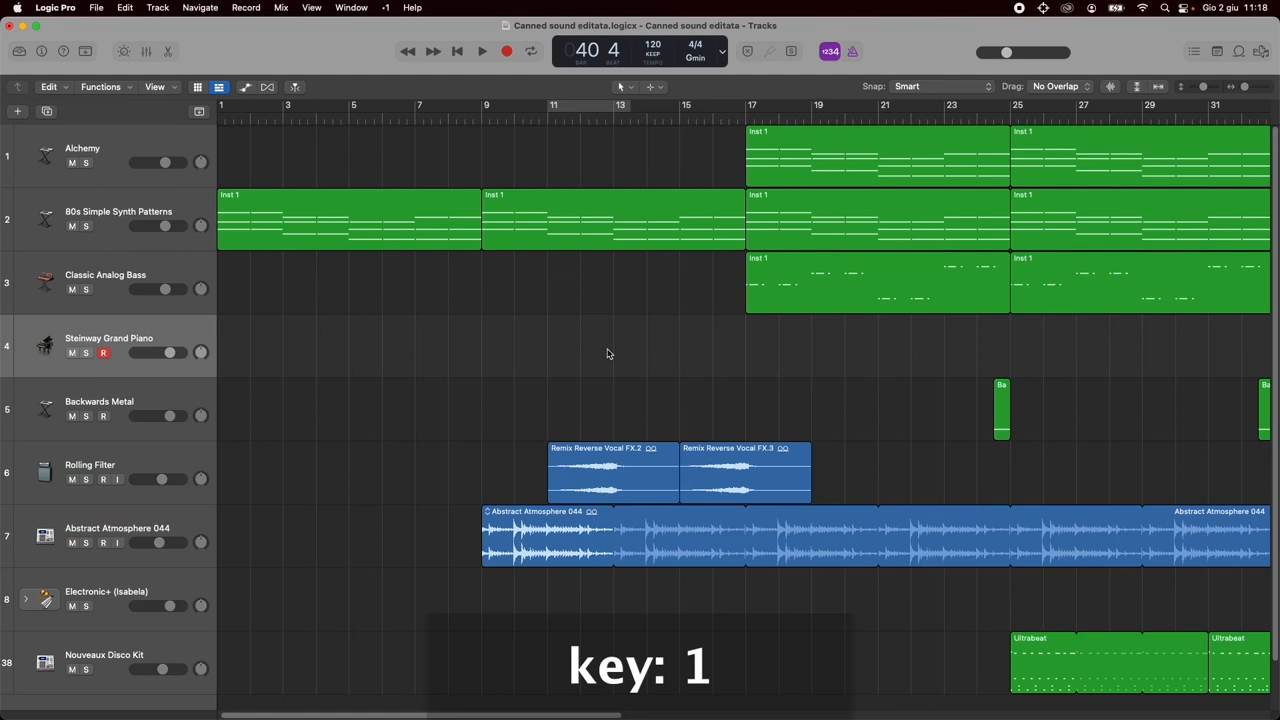 Logic Pro File Edit Track Navigate Record Mix View Window 1 Help Gio 2 giu 11:18
Canned sound editata.logicx - Canned sound editata - Tracks
040 4 120 4/4
KEEP Gmin 1234
BAR BEAT TEMPO
Edit Functions View Snap: Smart Drag: No Overlap
1 3 5 7 9 11 13 15 17 19 21 23 25 27 29 31
1 Alchemy Inst 1 Inst 1
M S
2 80s Simple Synth Patterns Inst 1 Inst 1 Inst 1 Inst 1
M S
3 Classic Analog Bass Inst 1 Inst 1
M S
4 Steinway Grand Piano
M S R
5 Backwards Metal Ba Ba
M S R
6 Rolling Filter Remix Reverse Vocal FX.2 Remix Reverse Vocal FX.3
M S R I
7 Abstract Atmosphere 044 Abstract Atmosphere 044 Abstract Atmosphere 044
M S R I
8 Electronic+ (Isabela)
M S
38 Nouveaux Disco Kit Ultrabeat Ultrabeat
M S
key: 1